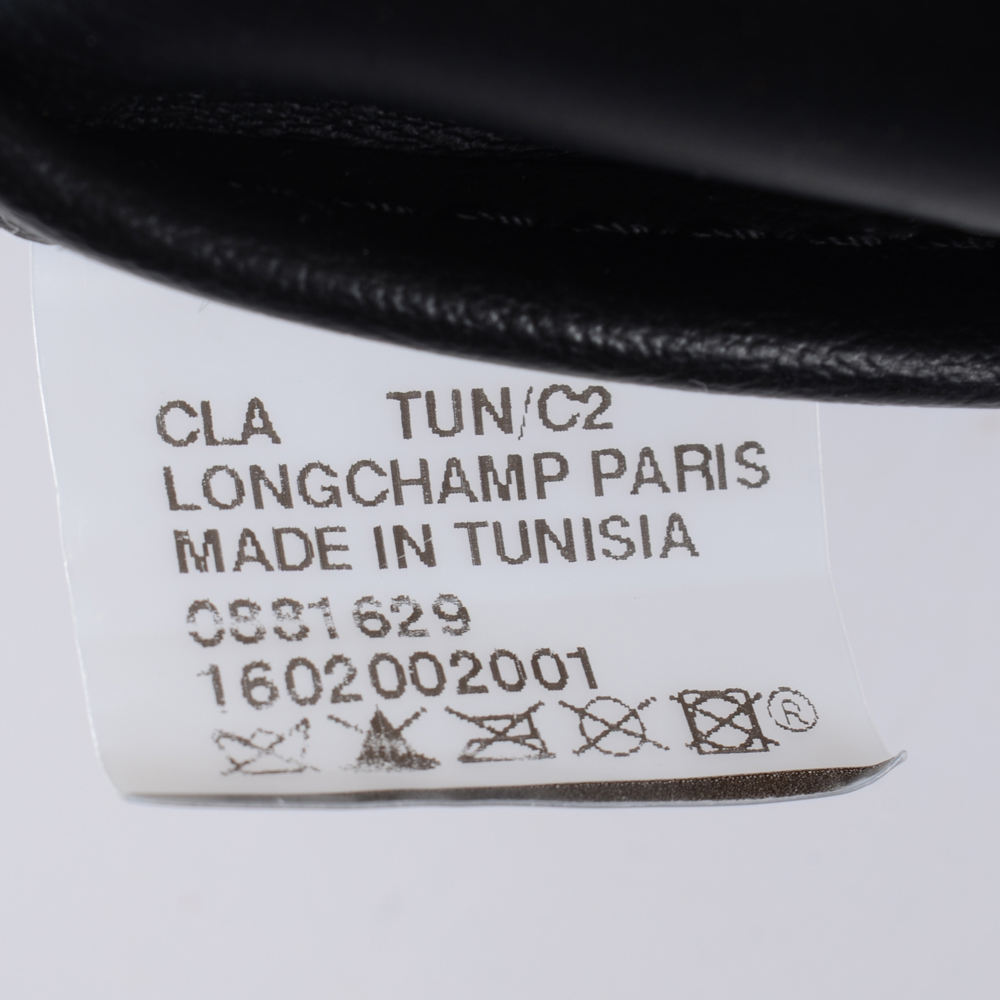 CLA TUN/C2
LONGCHAMP PARIS
MADE IN TUNISIA
0881629
1602002001
®